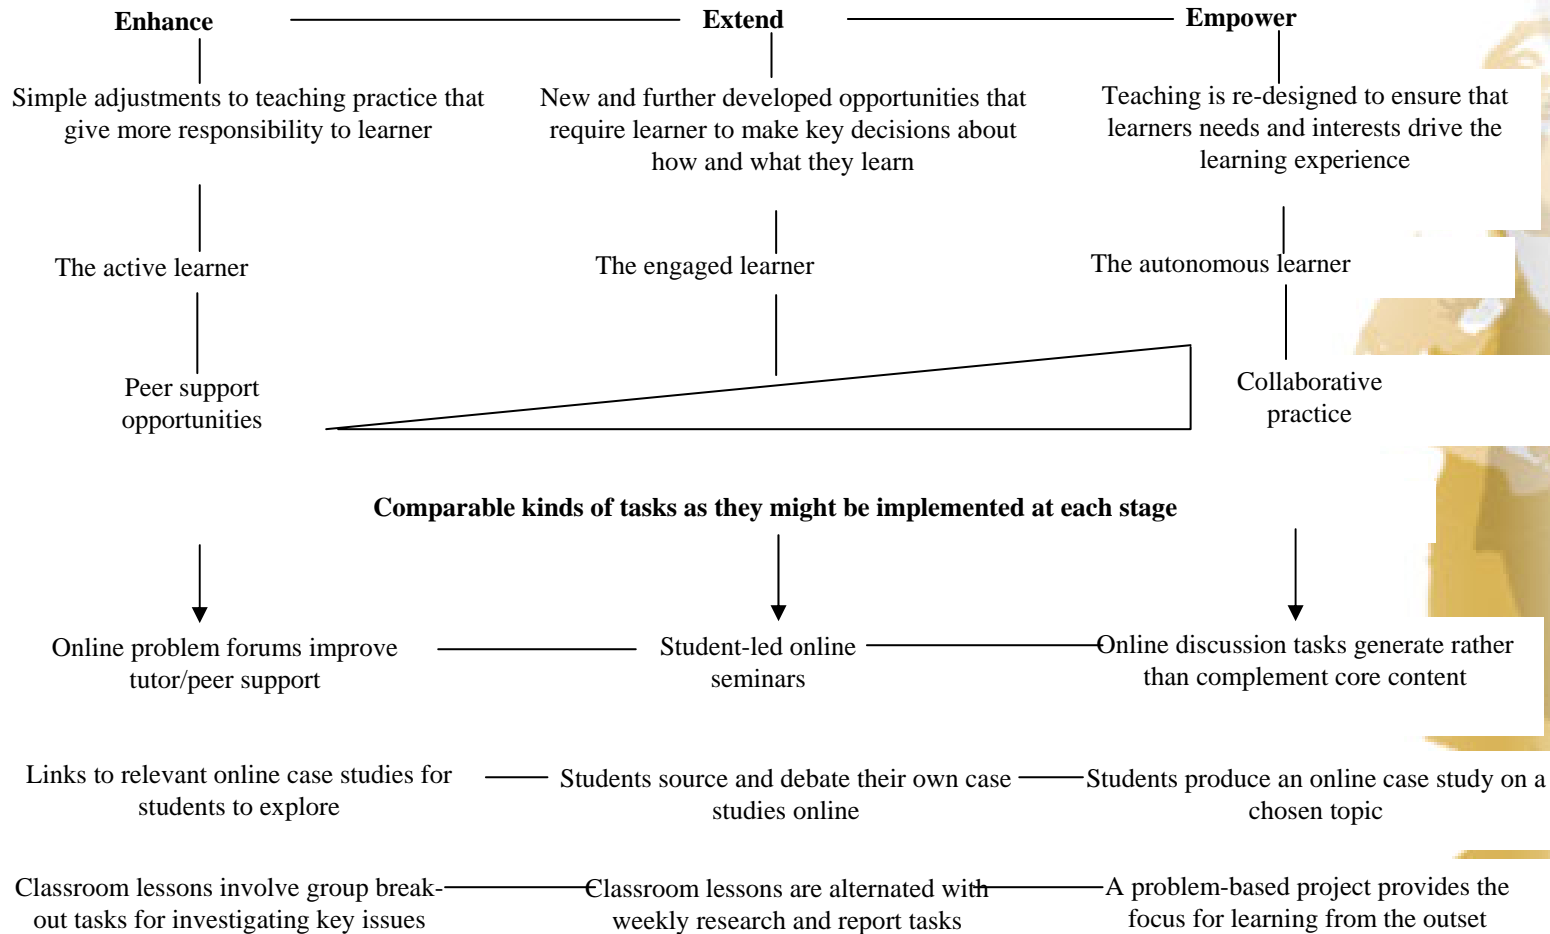 Enhance
Extend
Empower
Simple adjustments to teaching practice that
give more responsibility to learner
New and further developed opportunities that
require learner to make key decisions about
how and what they learn
Teaching is re-designed to ensure that
learners needs and interests drive the
learning experience
The active learner
The engaged learner
The autonomous learner
Peer support
opportunities
Collaborative
practice
Comparable kinds of tasks as they might be implemented at each stage
Online problem forums improve
tutor/peer support
Student-led online
seminars
Online discussion tasks generate rather
than complement core content
Links to relevant online case studies for
students to explore
Students source and debate their own case
studies online
Students produce an online case study on a
chosen topic
Classroom lessons involve group break-
out tasks for investigating key issues
Classroom lessons are alternated with
weekly research and report tasks
A problem-based project provides the
focus for learning from the outset